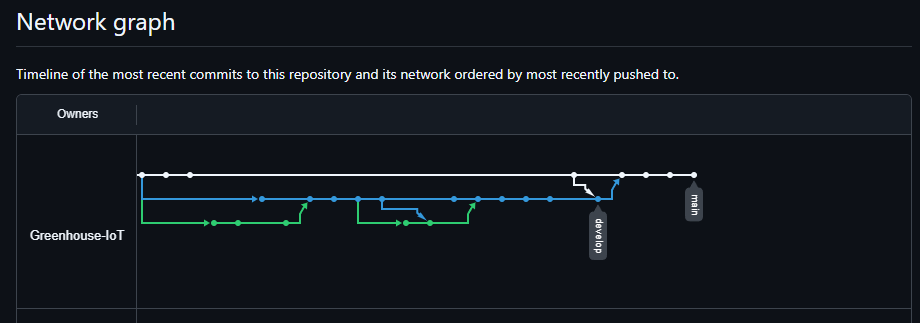 Network graph
Timeline of the most recent commits to this repository and its network ordered by most recently pushed to.
Owners
Greenhouse-IoT
develop
main